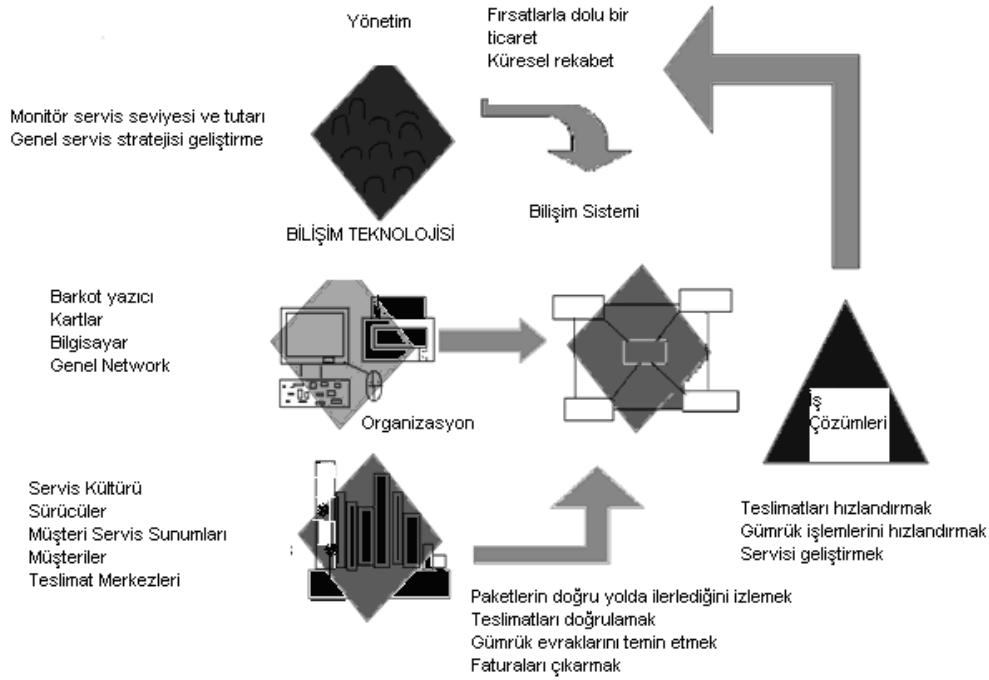 Yönetim
Fırsatlarla dolu bir
ticaret
Küresel rekabet
Monitör servis seviyesi ve tutarı
Genel servis stratejisi geliştirme
Bilişim Sistemi
BİLİŞİM TEKNOLOJİSİ
Barkot yazıcı
Kartlar
Bilgisayar
Genel Network
Organizasyon
İş
Çözümleri
Servis Kültürü
Sürücüler
Müşteri Servis Sunumları
Müşteriler
Teslimat Merkezleri
Teslimatları hızlandırmak
Gümrük işlemlerini hızlandırmak
Servisi geliştirmek
Paketlerin doğru yolda ilerlediğini izlemek
Teslimatları doğrulamak
Gümrük evraklarını temin etmek
Faturaları çıkarmak